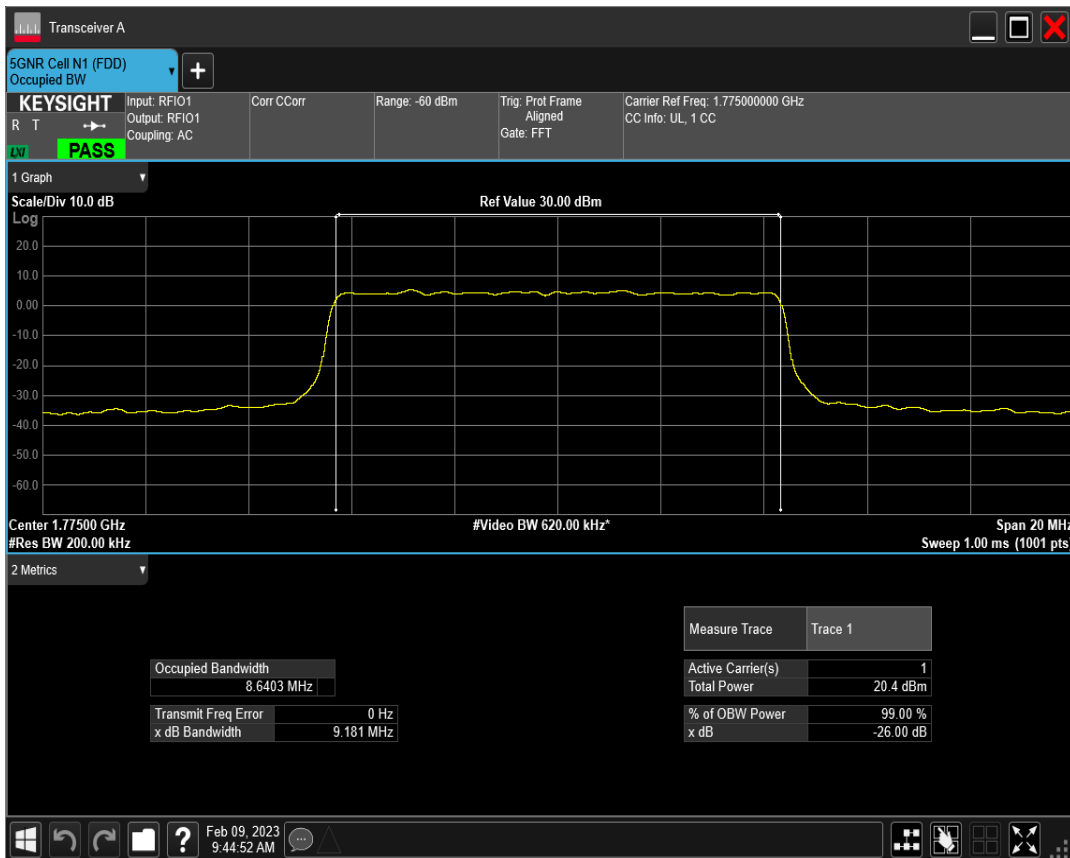 Transceiver A
5GNR Cell N1 (FDD)
Occupied BW
+
KEYSIGHT
R T
LXI
PASS
Input: RFIO1
Output: RFIO1
Coupling: AC
Corr CCorr
Range: -60 dBm
Trig: Prot Frame
Aligned
Gate: FFT
Carrier Ref Freq: 1.775000000 GHz
CC Info: UL, 1 CC
1 Graph
Scale/Div 10.0 dB
Ref Value 30.00 dBm
Log
20.0
10.0
0.00
-10.0
-20.0
-30.0
-40.0
-50.0
-60.0
Center 1.77500 GHz
#Video BW 620.00 kHz*
Span 20 MHz
#Res BW 200.00 kHz
Sweep 1.00 ms (1001 pts)
2 Metrics
Measure Trace Trace 1
Occupied Bandwidth
8.6403 MHz
Active Carrier(s) 1
Total Power 20.4 dBm
Transmit Freq Error 0 Hz
x dB Bandwidth 9.181 MHz
% of OBW Power 99.00 %
x dB -26.00 dB
?
Feb 09, 2023
9:44:52 AM